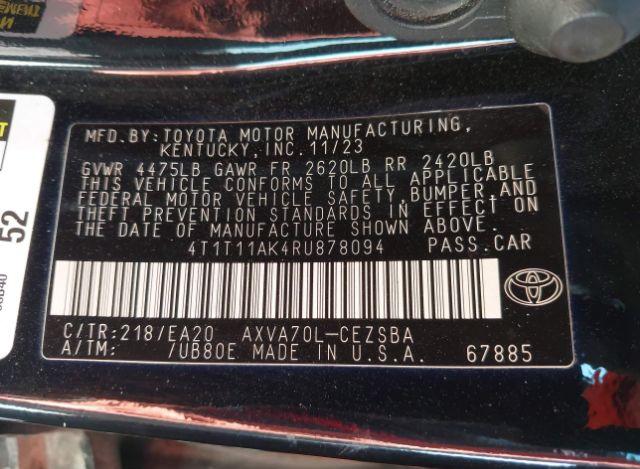 MFD.BY: TOYOTA MOTOR MANUFACTURING,
KENTUCKY, INC. 11/23
GVWR 4475LB GAWR FR 2620LB RR 2420LB
THIS VEHICLE CONFORMS TO ALL APPLICABLE
FEDERAL MOTOR VEHICLE SAFETY, BUMPER, AND
THEFT PREVENTION STANDARDS IN EFFECT ON
THE DATE OF MANUFACTURE SHOWN ABOVE.
4T1T11AK4RU878094 PASS.CAR
C/TR:218/EA20 AXVA70L-CEZSBA
A/TM: /UB80E MADE IN U.S.A. 67885
52